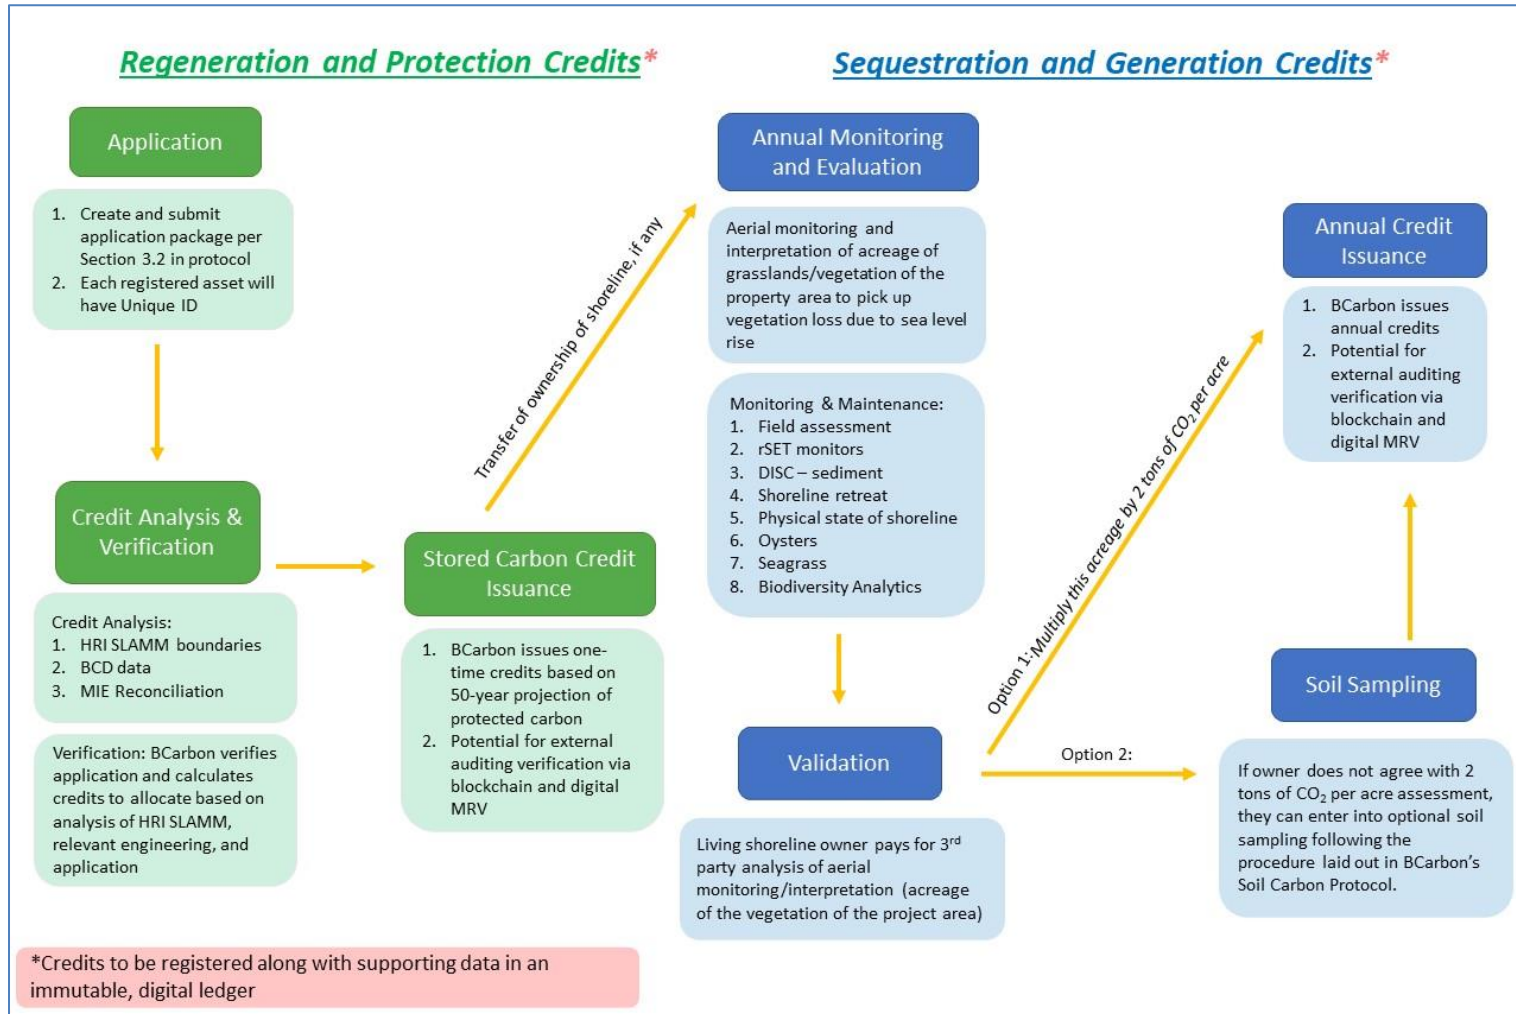 Regeneration and Protection Credits*
Application
1. Create and submit
application package per
Section 3.2 in protocol
2. Each registered asset will
have Unique ID
Credit Analysis &
Verification
Credit Analysis:
1. HRI SLAMM boundaries
2. BCD data
3. MIE Reconciliation
Verification: BCarbon verifies
application and calculates
credits to allocate based on
analysis of HRI SLAMM,
relevant engineering, and
application
Stored Carbon Credit
Issuance
1. BCarbon issues one-
time credits based on
50-year projection of
protected carbon
2. Potential for external
auditing verification via
blockchain and digital
MRV
Transfer of ownership of shoreline, if any
Sequestration and Generation Credits*
Annual Monitoring
and Evaluation
Aerial monitoring and
interpretation of acreage of
grasslands/vegetation of the
property area to pick up
vegetation loss due to sea level
rise
Monitoring & Maintenance:
1. Field assessment
2. rSET monitors
3. DISC – sediment
4. Shoreline retreat
5. Physical state of shoreline
6. Oysters
7. Seagrass
8. Biodiversity Analytics
Validation
Living shoreline owner pays for 3rd
party analysis of aerial
monitoring/interpretation (acreage
of the vegetation of the project area)
Option 1: Multiply this acreage by 2 tons of CO₂ per acre
Option 2:
Soil Sampling
If owner does not agree with 2
tons of CO₂ per acre assessment,
they can enter into optional soil
sampling following the
procedure laid out in BCarbon's
Soil Carbon Protocol.
Annual Credit
Issuance
1. BCarbon issues
annual credits
2. Potential for
external auditing
verification via
blockchain and
digital MRV
*Credits to be registered along with supporting data in an
immutable, digital ledger